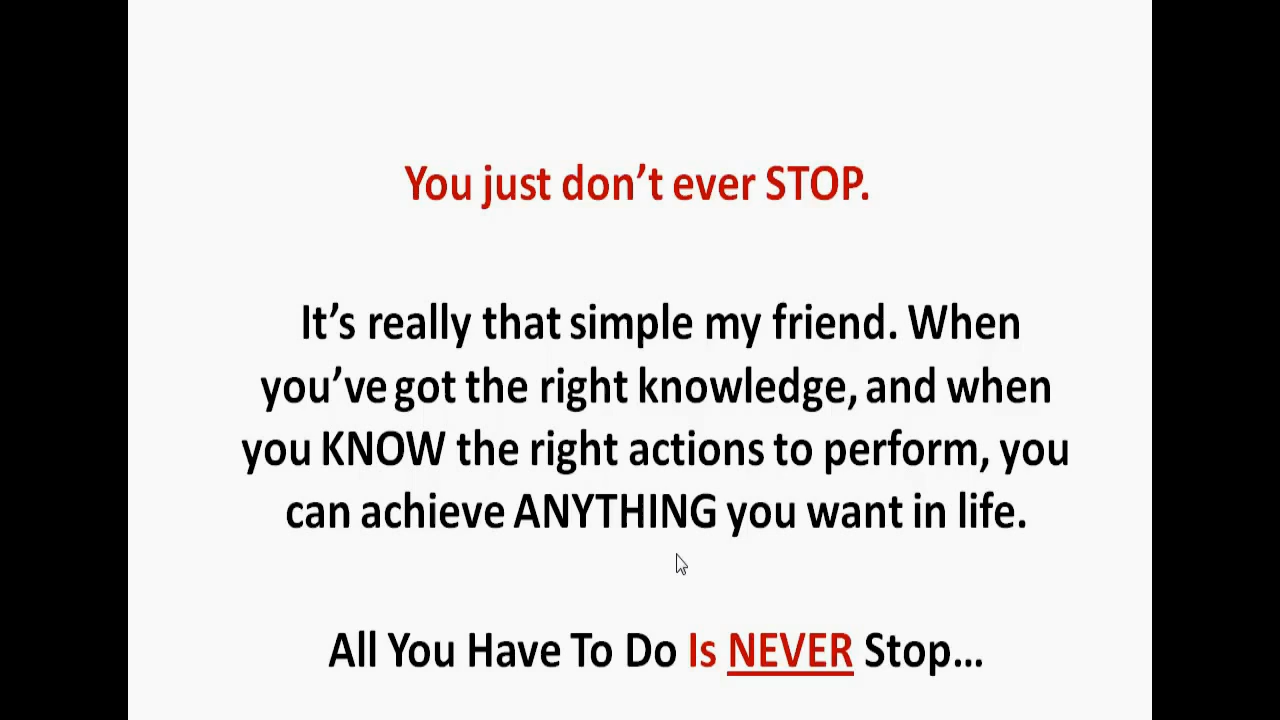 You just don’t ever STOP.
It’s really that simple my friend. When
you’ve got the right knowledge, and when
you KNOW the right actions to perform, you
can achieve ANYTHING you want in life.
All You Have To Do Is NEVER Stop...